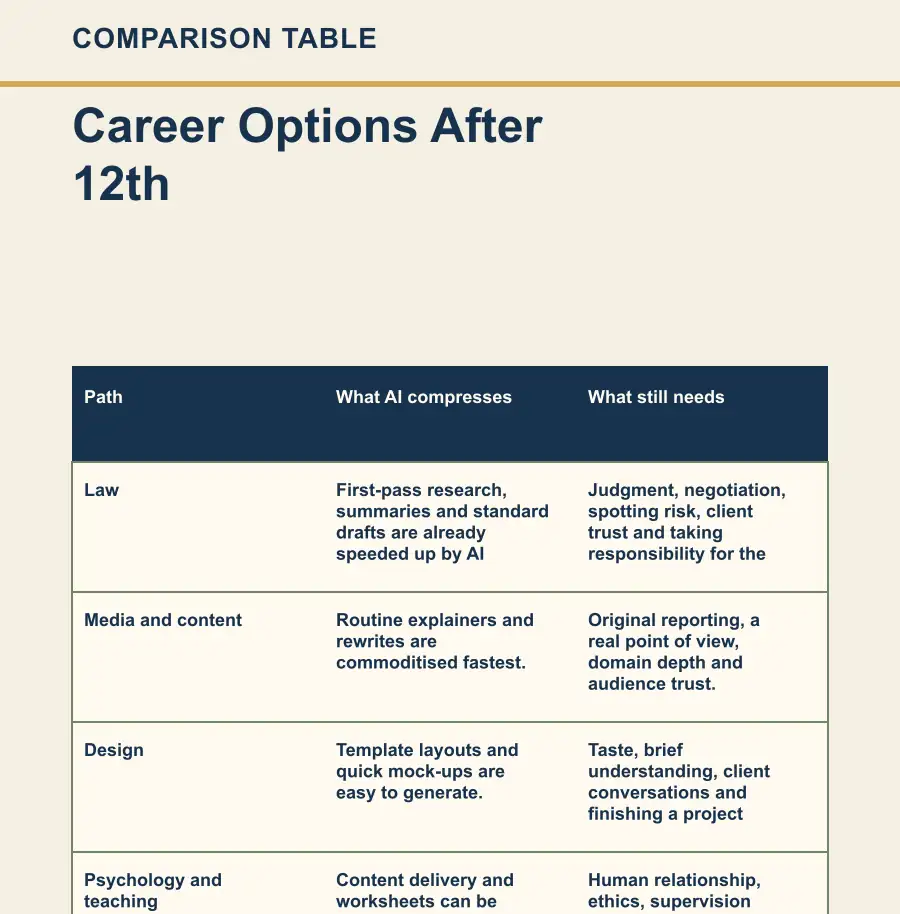 COMPARISON TABLE
Career Options After
12th
Path
What AI compresses
What still needs
Law
First-pass research,
summaries and standard
drafts are already
speeded up by AI
Judgment, negotiation,
spotting risk, client
trust and taking
responsibility for the
Media and content
Routine explainers and
rewrites are
commoditised fastest.
Original reporting, a
real point of view,
domain depth and
audience trust.
Design
Template layouts and
quick mock-ups are
easy to generate.
Taste, brief
understanding, client
conversations and
finishing a project
Psychology and
teaching
Content delivery and
worksheets can be
Human relationship,
ethics, supervision